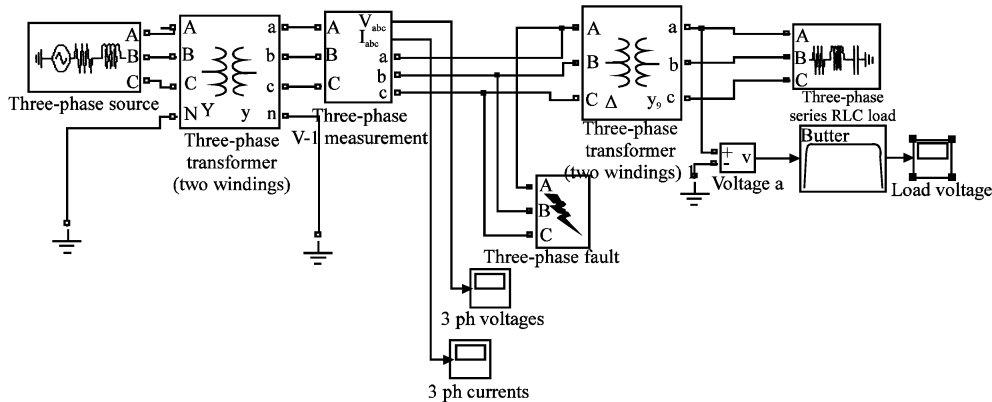 A
B
C
Three-phase source
A
B
C
N
Y
y
a
b
c
n
Three-phase
transformer
(two windings)
A
B
C
Vabc
Iabc
a
b
c
Three-phase
V-1 measurement
A
B
C
Δ
y9
a
b
c
Three-phase
transformer
(two windings) 1
A
B
C
Three-phase
series RLC load
+
-
v
Voltage a
Butter
Load voltage
A
B
C
Three-phase fault
3 ph voltages
3 ph currents